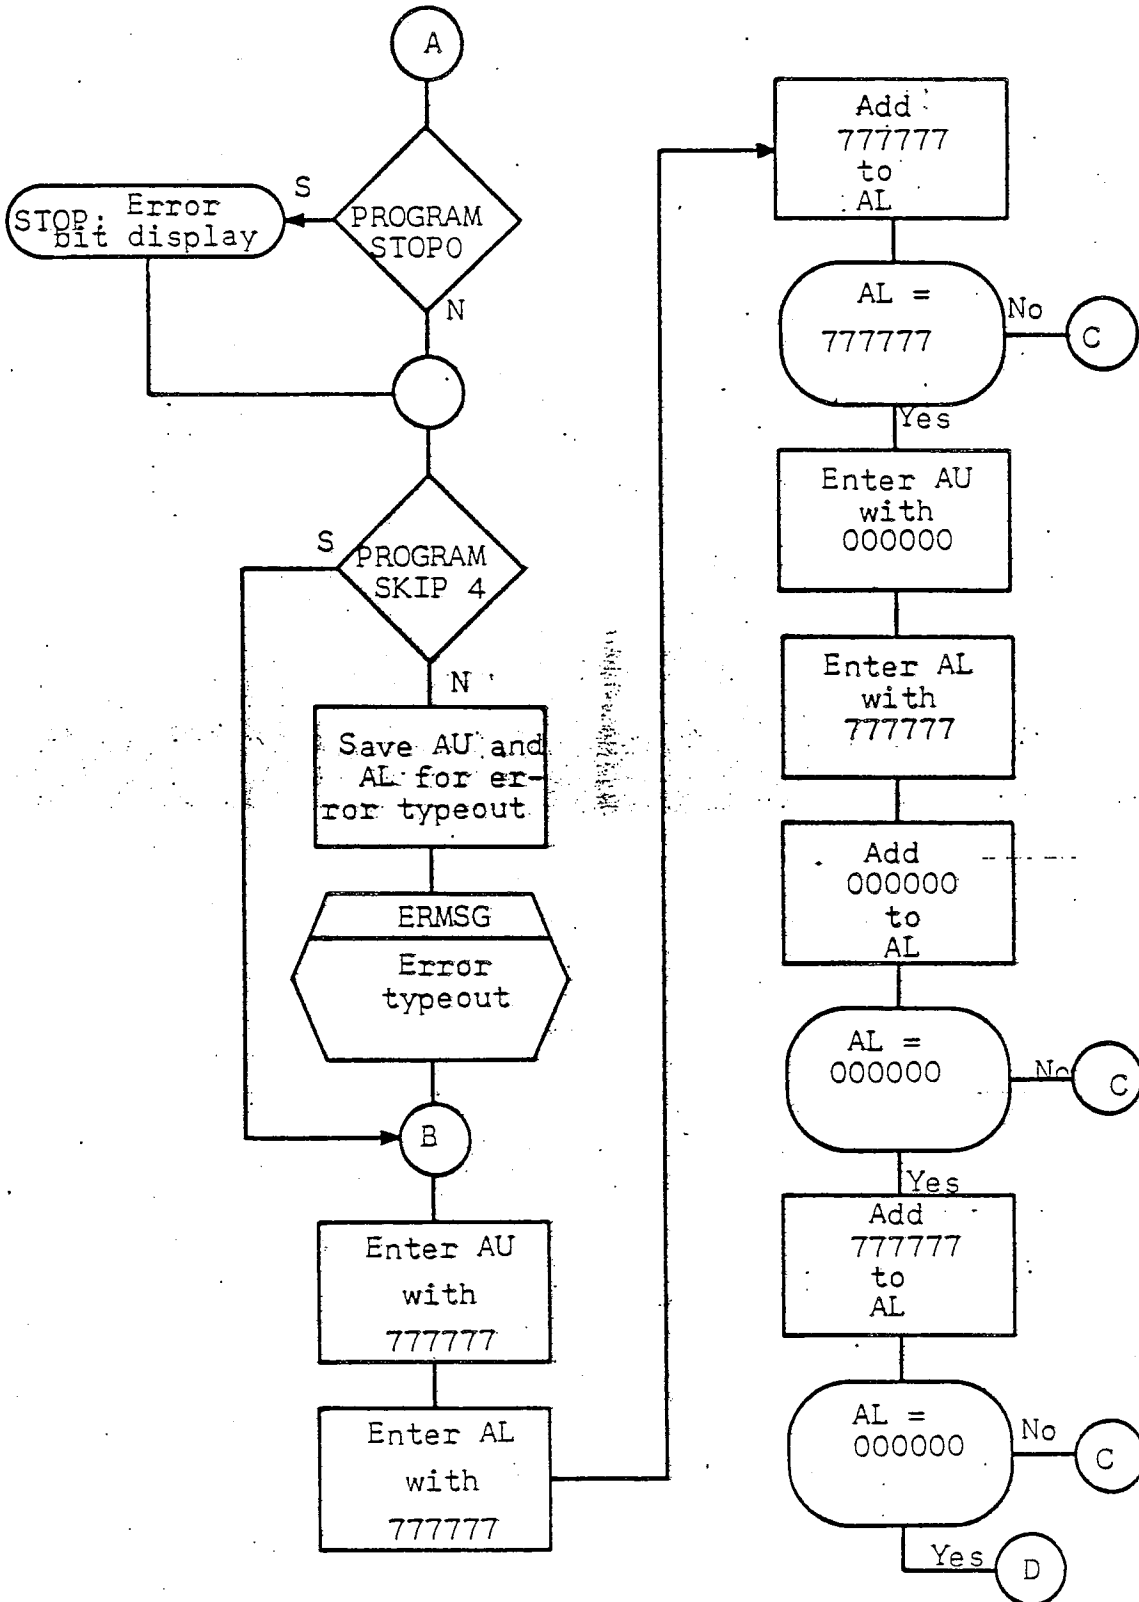 A
S
STOP: Error
bit display
PROGRAM
STOP0
N
S
PROGRAM
SKIP 4
N
Save AU and
AL for er-
ror typeout
ERMSG
Error
typeout
B
Enter AU
with
777777
Enter AL
with
777777
Add
777777
to
AL
AL =
777777
No
C
Yes
Enter AU
with
000000
Enter AL
with
777777
Add
000000
to
AL
AL =
000000
No
C
Yes
Add
777777
to
AL
AL =
000000
No
C
Yes
D